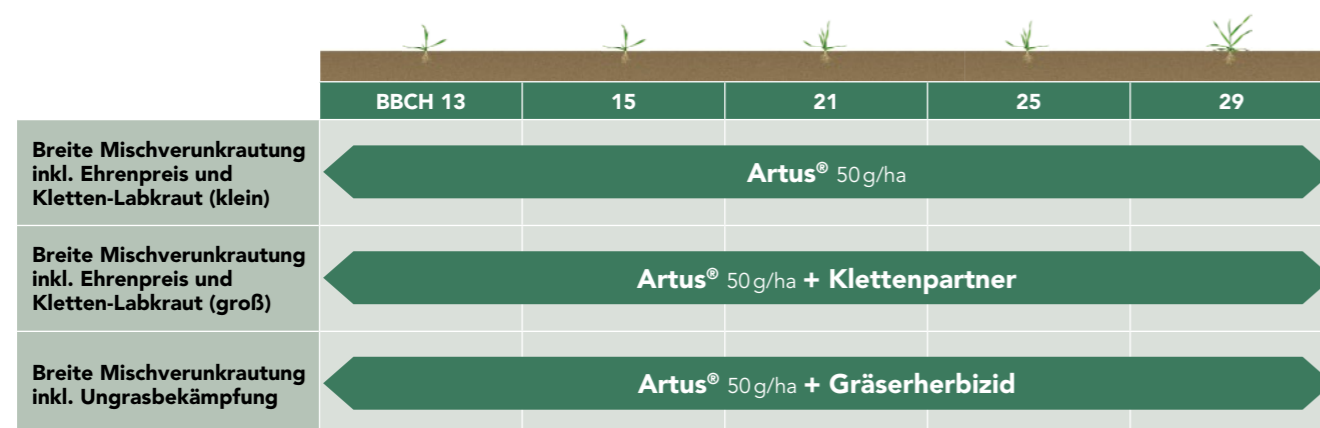 BBCH 13 15 21 25 29
Breite Mischverunkrautung
inkl. Ehrenpreis und
Kletten-Labkraut (klein)
Artus® 50 g/ha
Breite Mischverunkrautung
inkl. Ehrenpreis und
Kletten-Labkraut (groß)
Artus® 50 g/ha + Klettenpartner
Breite Mischverunkrautung
inkl. Ungrasbekämpfung
Artus® 50 g/ha + Gräserherbizid